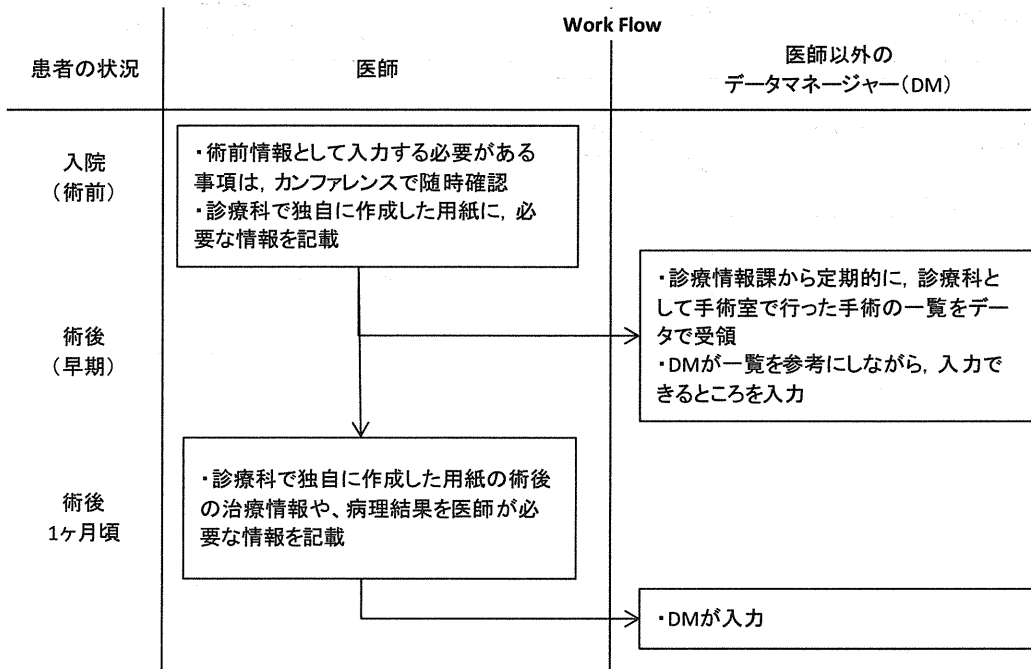 Work Flow
患者の状況
医師
医師以外の
データマネージャー（DM）
入院
（術前）
・術前情報として入力する必要がある
事項は，カンファレンスで随時確認
・診療科で独自に作成した用紙に，必
要な情報を記載
術後
（早期）
・診療情報課から定期的に，診療科と
して手術室で行った手術の一覧をデー
タで受領
・DMが一覧を参考にしながら，入力で
きるところを入力
術後
1ヶ月頃
・診療科で独自に作成した用紙の術後
の治療情報や、病理結果を医師が必
要な情報を記載
・DMが入力